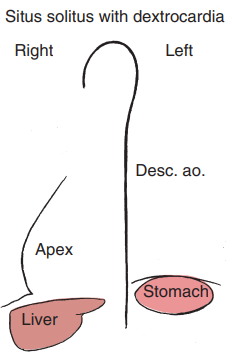 Situs solitus with dextrocardia
Right Left
Desc. ao.
Apex
Stomach
Liver